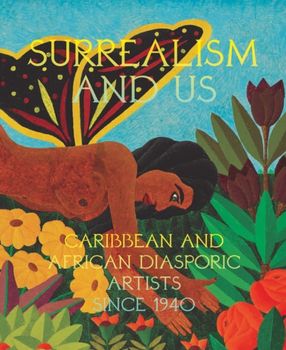 SURREALISM
AND US
CARIBBEAN AND
AFRICAN DIASPORIC
ARTISTS
SINCE 1940